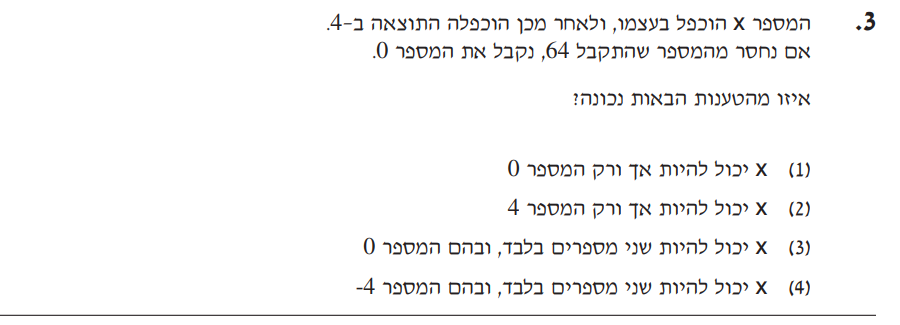 3. המספר x הוכפל בעצמו, ולאחר מכן הוכפלה התוצאה ב-4.
אם נחסר מהמספר שהתקבל 64, נקבל את המספר 0.
איזו מהטענות הבאות נכונה?
(1) x יכול להיות אך ורק המספר 0
(2) x יכול להיות אך ורק המספר 4
(3) x יכול להיות שני מספרים בלבד, ובהם המספר 0
(4) x יכול להיות שני מספרים בלבד, ובהם המספר 4-